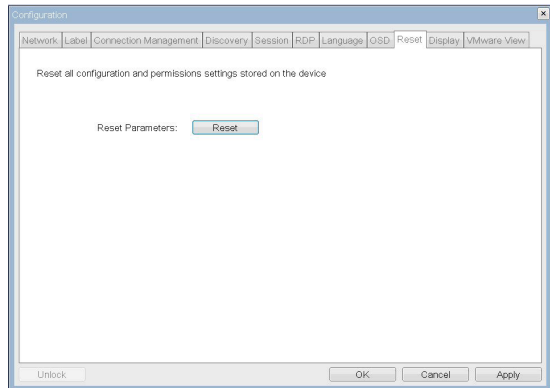 Configuration
Network Label Connection Management Discovery Session RDP Language OSD Reset Display VMware View
Reset all configuration and permissions settings stored on the device
Reset Parameters: Reset
Unlock OK Cancel Apply